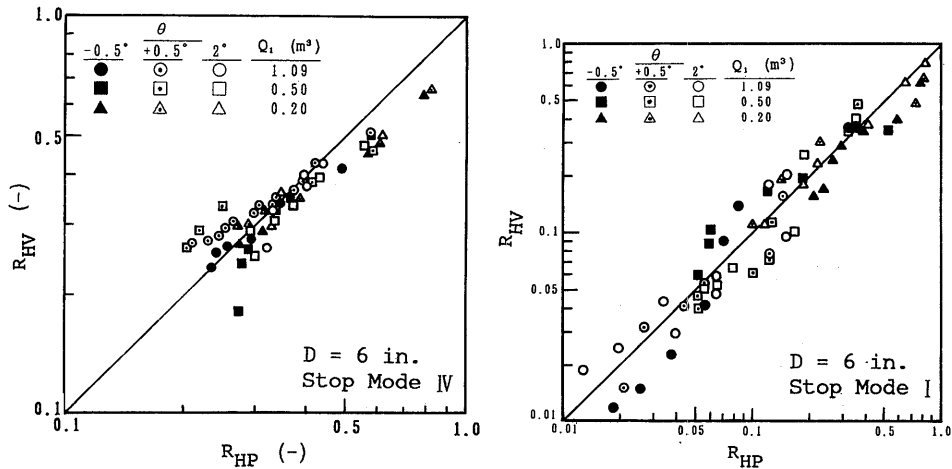 1.0
θ
-0.5° +0.5° 2° Q₁ (m³)
1.09
0.50
0.20
0.5
R_HV (-)
D = 6 in.
Stop Mode Ⅳ
0.1
0.1 0.5 1.0
R_HP (-)
1.0
θ
-0.5° +0.5° 2° Q₁ (m³)
1.09
0.50
0.20
0.5
R_HV
0.1
0.05
D = 6 in.
Stop Mode Ⅰ
0.01
0.01 0.05 0.1 0.5 1.0
R_HP